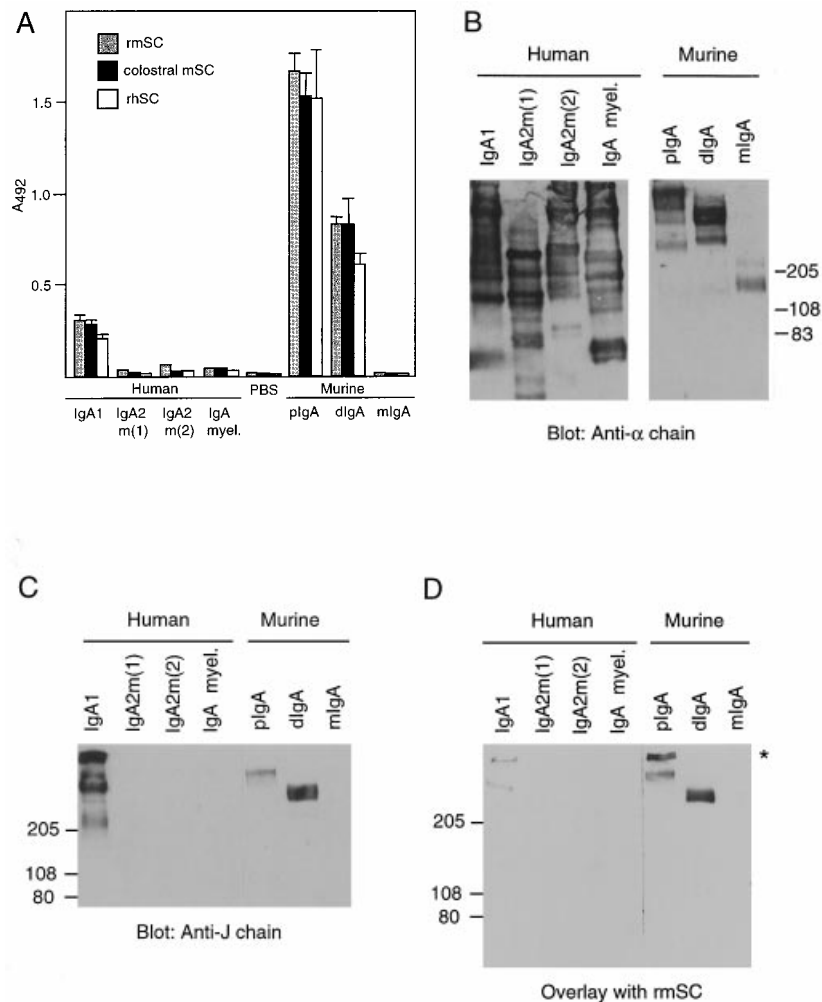 A
rmSC
colostral mSC
rhSC
1.5
1.0
0.5
A492
Human PBS Murine
IgA1 IgA2 m(1) IgA2 m(2) IgA myel. pIgA dIgA mIgA
B
Human Murine
IgA1 IgA2m(1) IgA2m(2) IgA myel. pIgA dIgA mIgA
–205
–108
–83
Blot: Anti-α chain
C
Human Murine
IgA1 IgA2m(1) IgA2m(2) IgA myel. pIgA dIgA mIgA
205 –
108 –
80 –
Blot: Anti-J chain
D
Human Murine
IgA1 IgA2m(1) IgA2m(2) IgA myel. pIgA dIgA mIgA
*
205 –
108 –
80 –
Overlay with rmSC